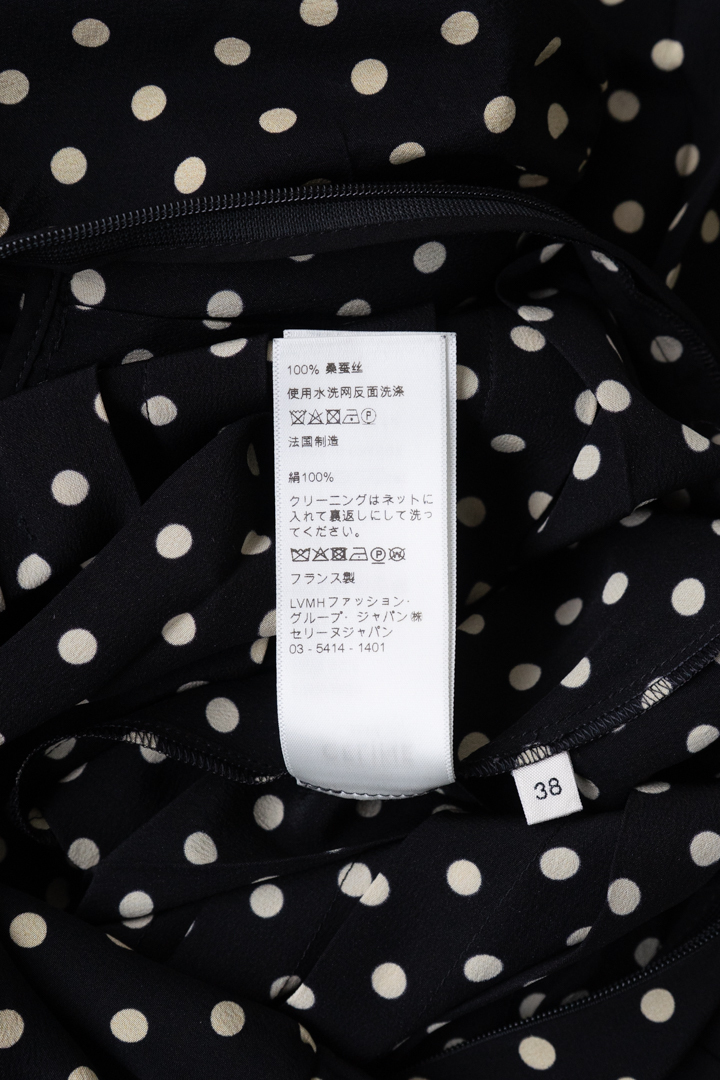 100% 桑蚕丝
使用水洗网反面洗涤
法国制造
絹100%
クリーニングはネットに
入れて裏返しにして洗っ
てください。
フランス製
LVMHファッション・
グループ・ジャパン㈱
セリーヌジャパン
03 - 5414 - 1401
38